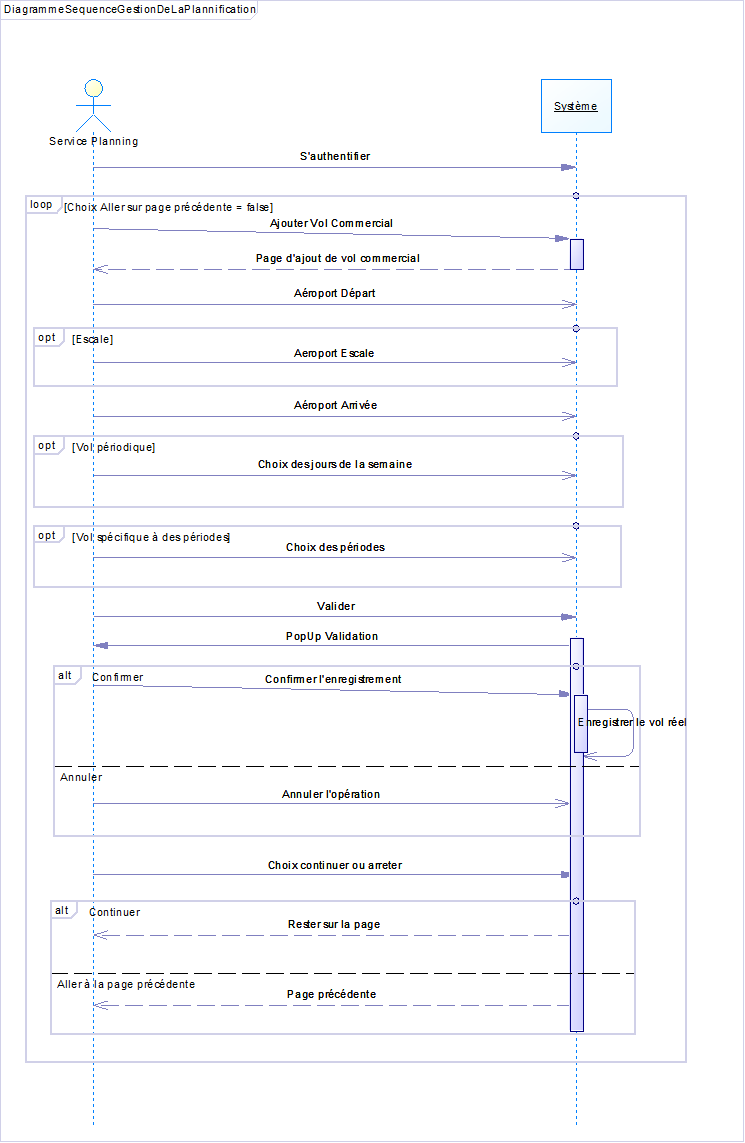 DiagrammeSequenceGestionDeLaPlannification
Service Planning
Système
S'authentifier
loop
[Choix Aller sur page précédente = false]
Ajouter Vol Commercial
Page d'ajout de vol commercial
Aéroport Départ
opt
[Escale]
Aeroport Escale
Aéroport Arrivée
opt
[Vol périodique]
Choix des jours de la semaine
opt
[Vol spécifique à des périodes]
Choix des périodes
Valider
PopUp Validation
alt
Confirmer
Confirmer l'enregistrement
Enregistrer le vol réel
Annuler
Annuler l'opération
Choix continuer ou arreter
alt
Continuer
Rester sur la page
Aller à la page précédente
Page précédente